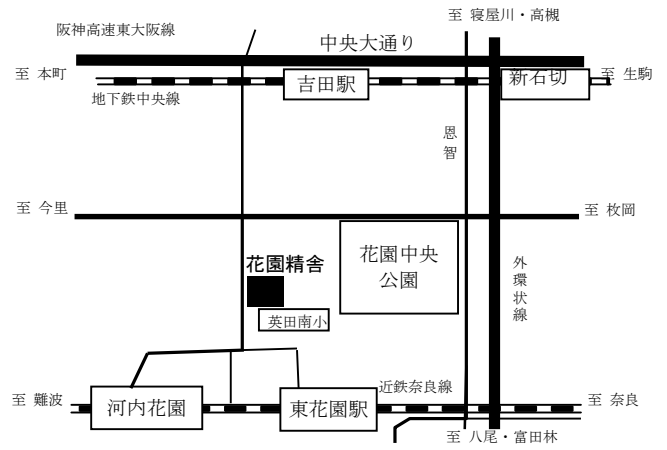 至 寝屋川・高槻
阪神高速東大阪線
中央大通り
至 本町
吉田駅
新石切
至 生駒
地下鉄中央線
恩智
至 今里
至 枚岡
花園中央
公園
花園精舎
外環状線
英田南小
近鉄奈良線
至 難波
河内花園
東花園駅
至 奈良
至 八尾・富田林